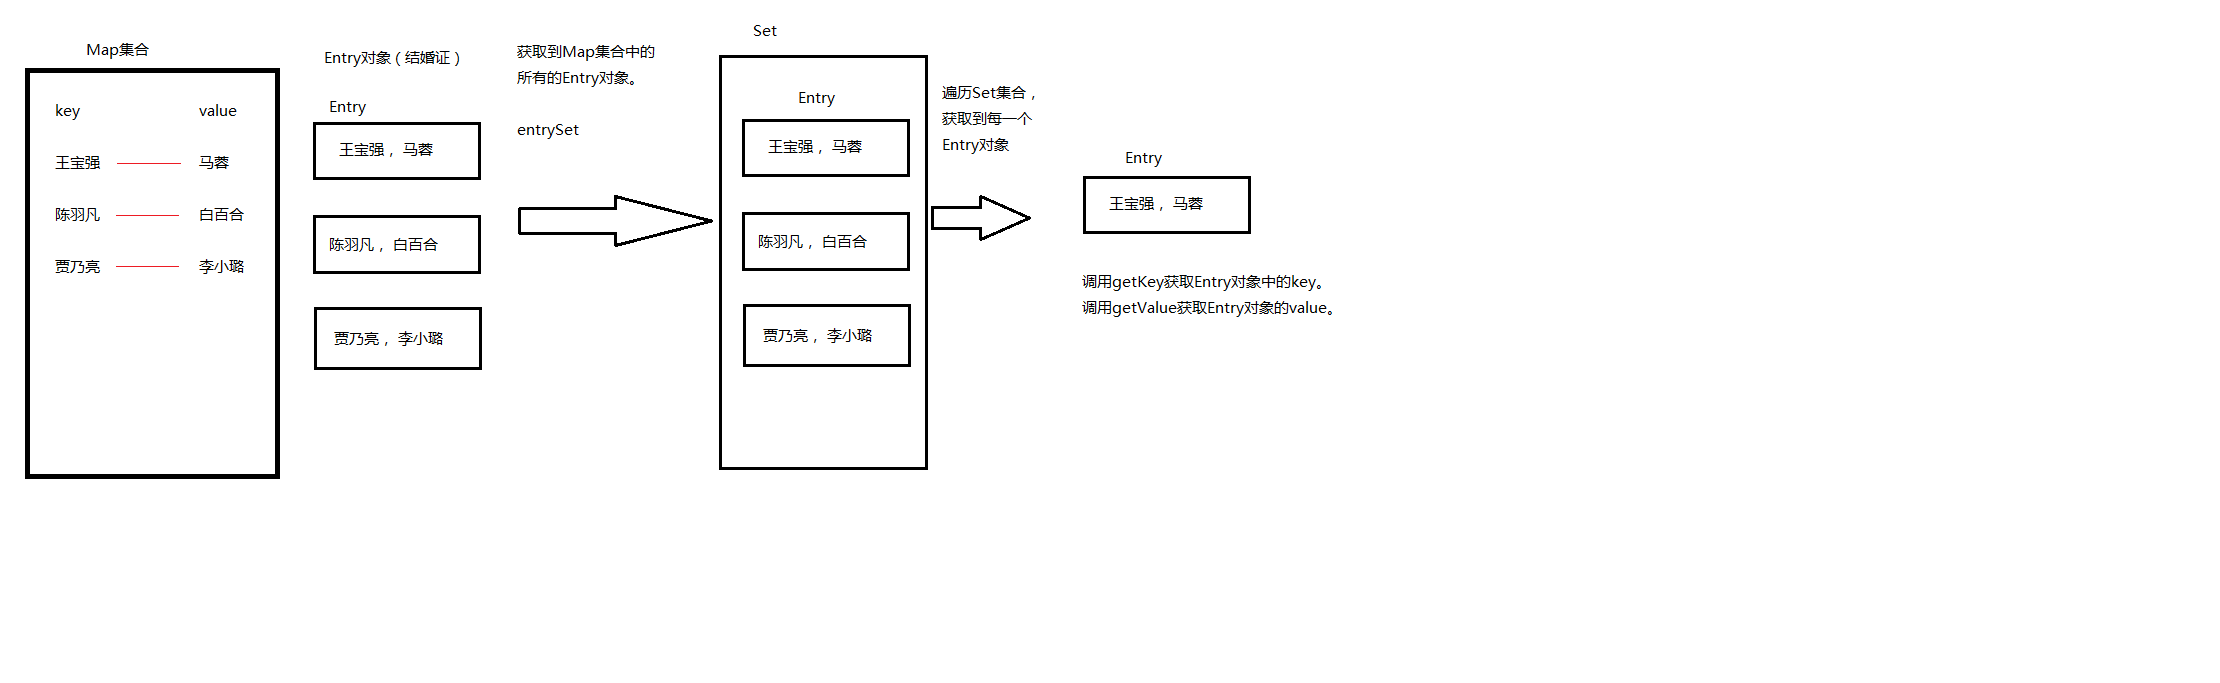 Map集合
key value
王宝强 马蓉
陈羽凡 白百合
贾乃亮 李小璐
Entry对象（结婚证）
Entry
王宝强，马蓉
陈羽凡，白百合
贾乃亮，李小璐
获取到Map集合中的
所有的Entry对象。
entrySet
Set
Entry
王宝强，马蓉
陈羽凡，白百合
贾乃亮，李小璐
遍历Set集合，
获取到每一个
Entry对象
Entry
王宝强，马蓉
调用getKey获取Entry对象中的key。
调用getValue获取Entry对象的value。